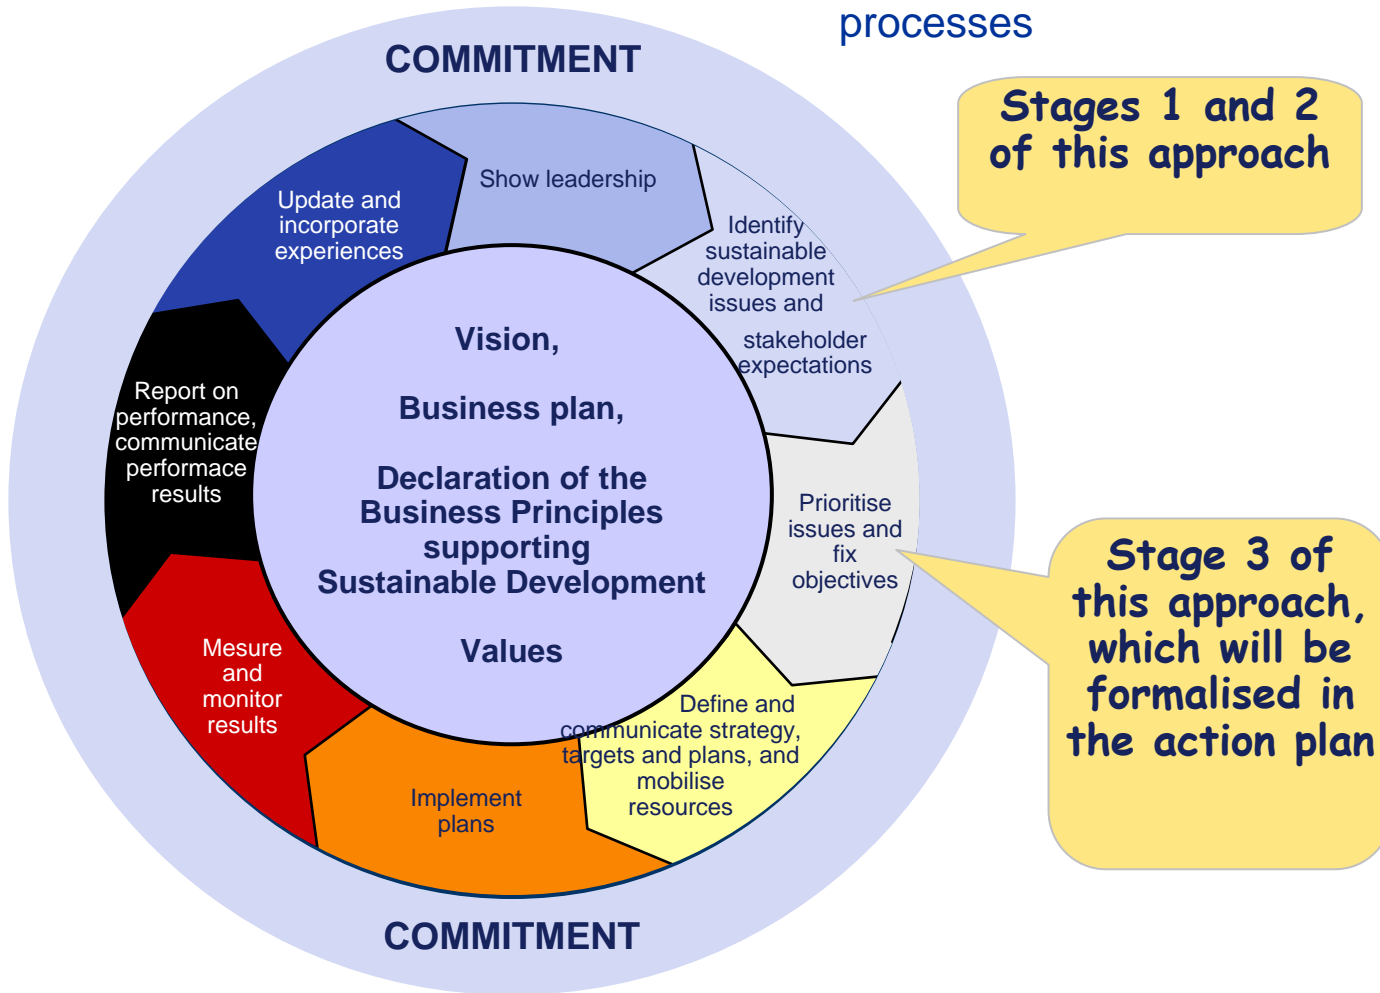 processes
COMMITMENT
Stages 1 and 2
of this approach
Show leadership
Update and
incorporate
experiences
Identify
sustainable
development
issues and
stakeholder
expectations
Vision,
Business plan,
Declaration of the
Business Principles
supporting
Sustainable Development
Values
Report on
performance,
communicate
performace
results
Prioritise
issues and
fix
objectives
Stage 3 of
this approach,
which will be
formalised in
the action plan
Mesure
and
monitor
results
Define and
communicate strategy,
targets and plans, and
mobilise
resources
Implement
plans
COMMITMENT